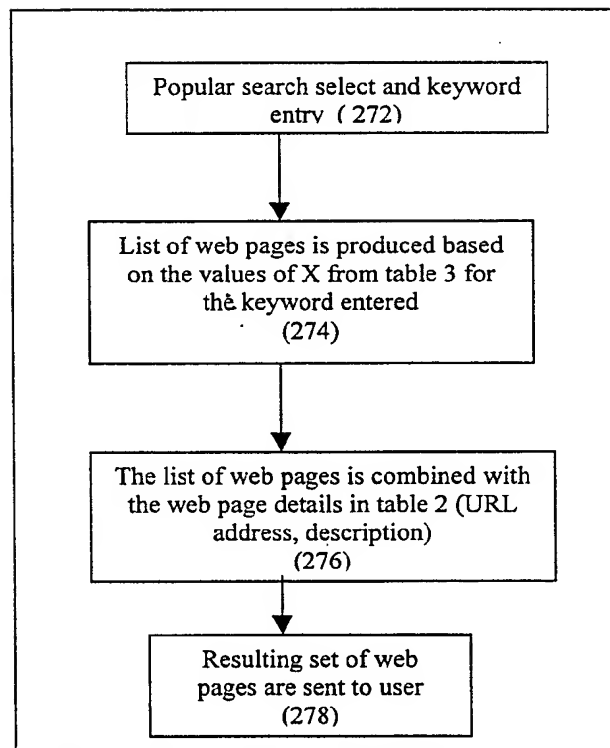 Popular search select and keyword
entry ( 272)
List of web pages is produced based
on the values of X from table 3 for
the keyword entered
(274)
The list of web pages is combined with
the web page details in table 2 (URL
address, description)
(276)
Resulting set of web
pages are sent to user
(278)